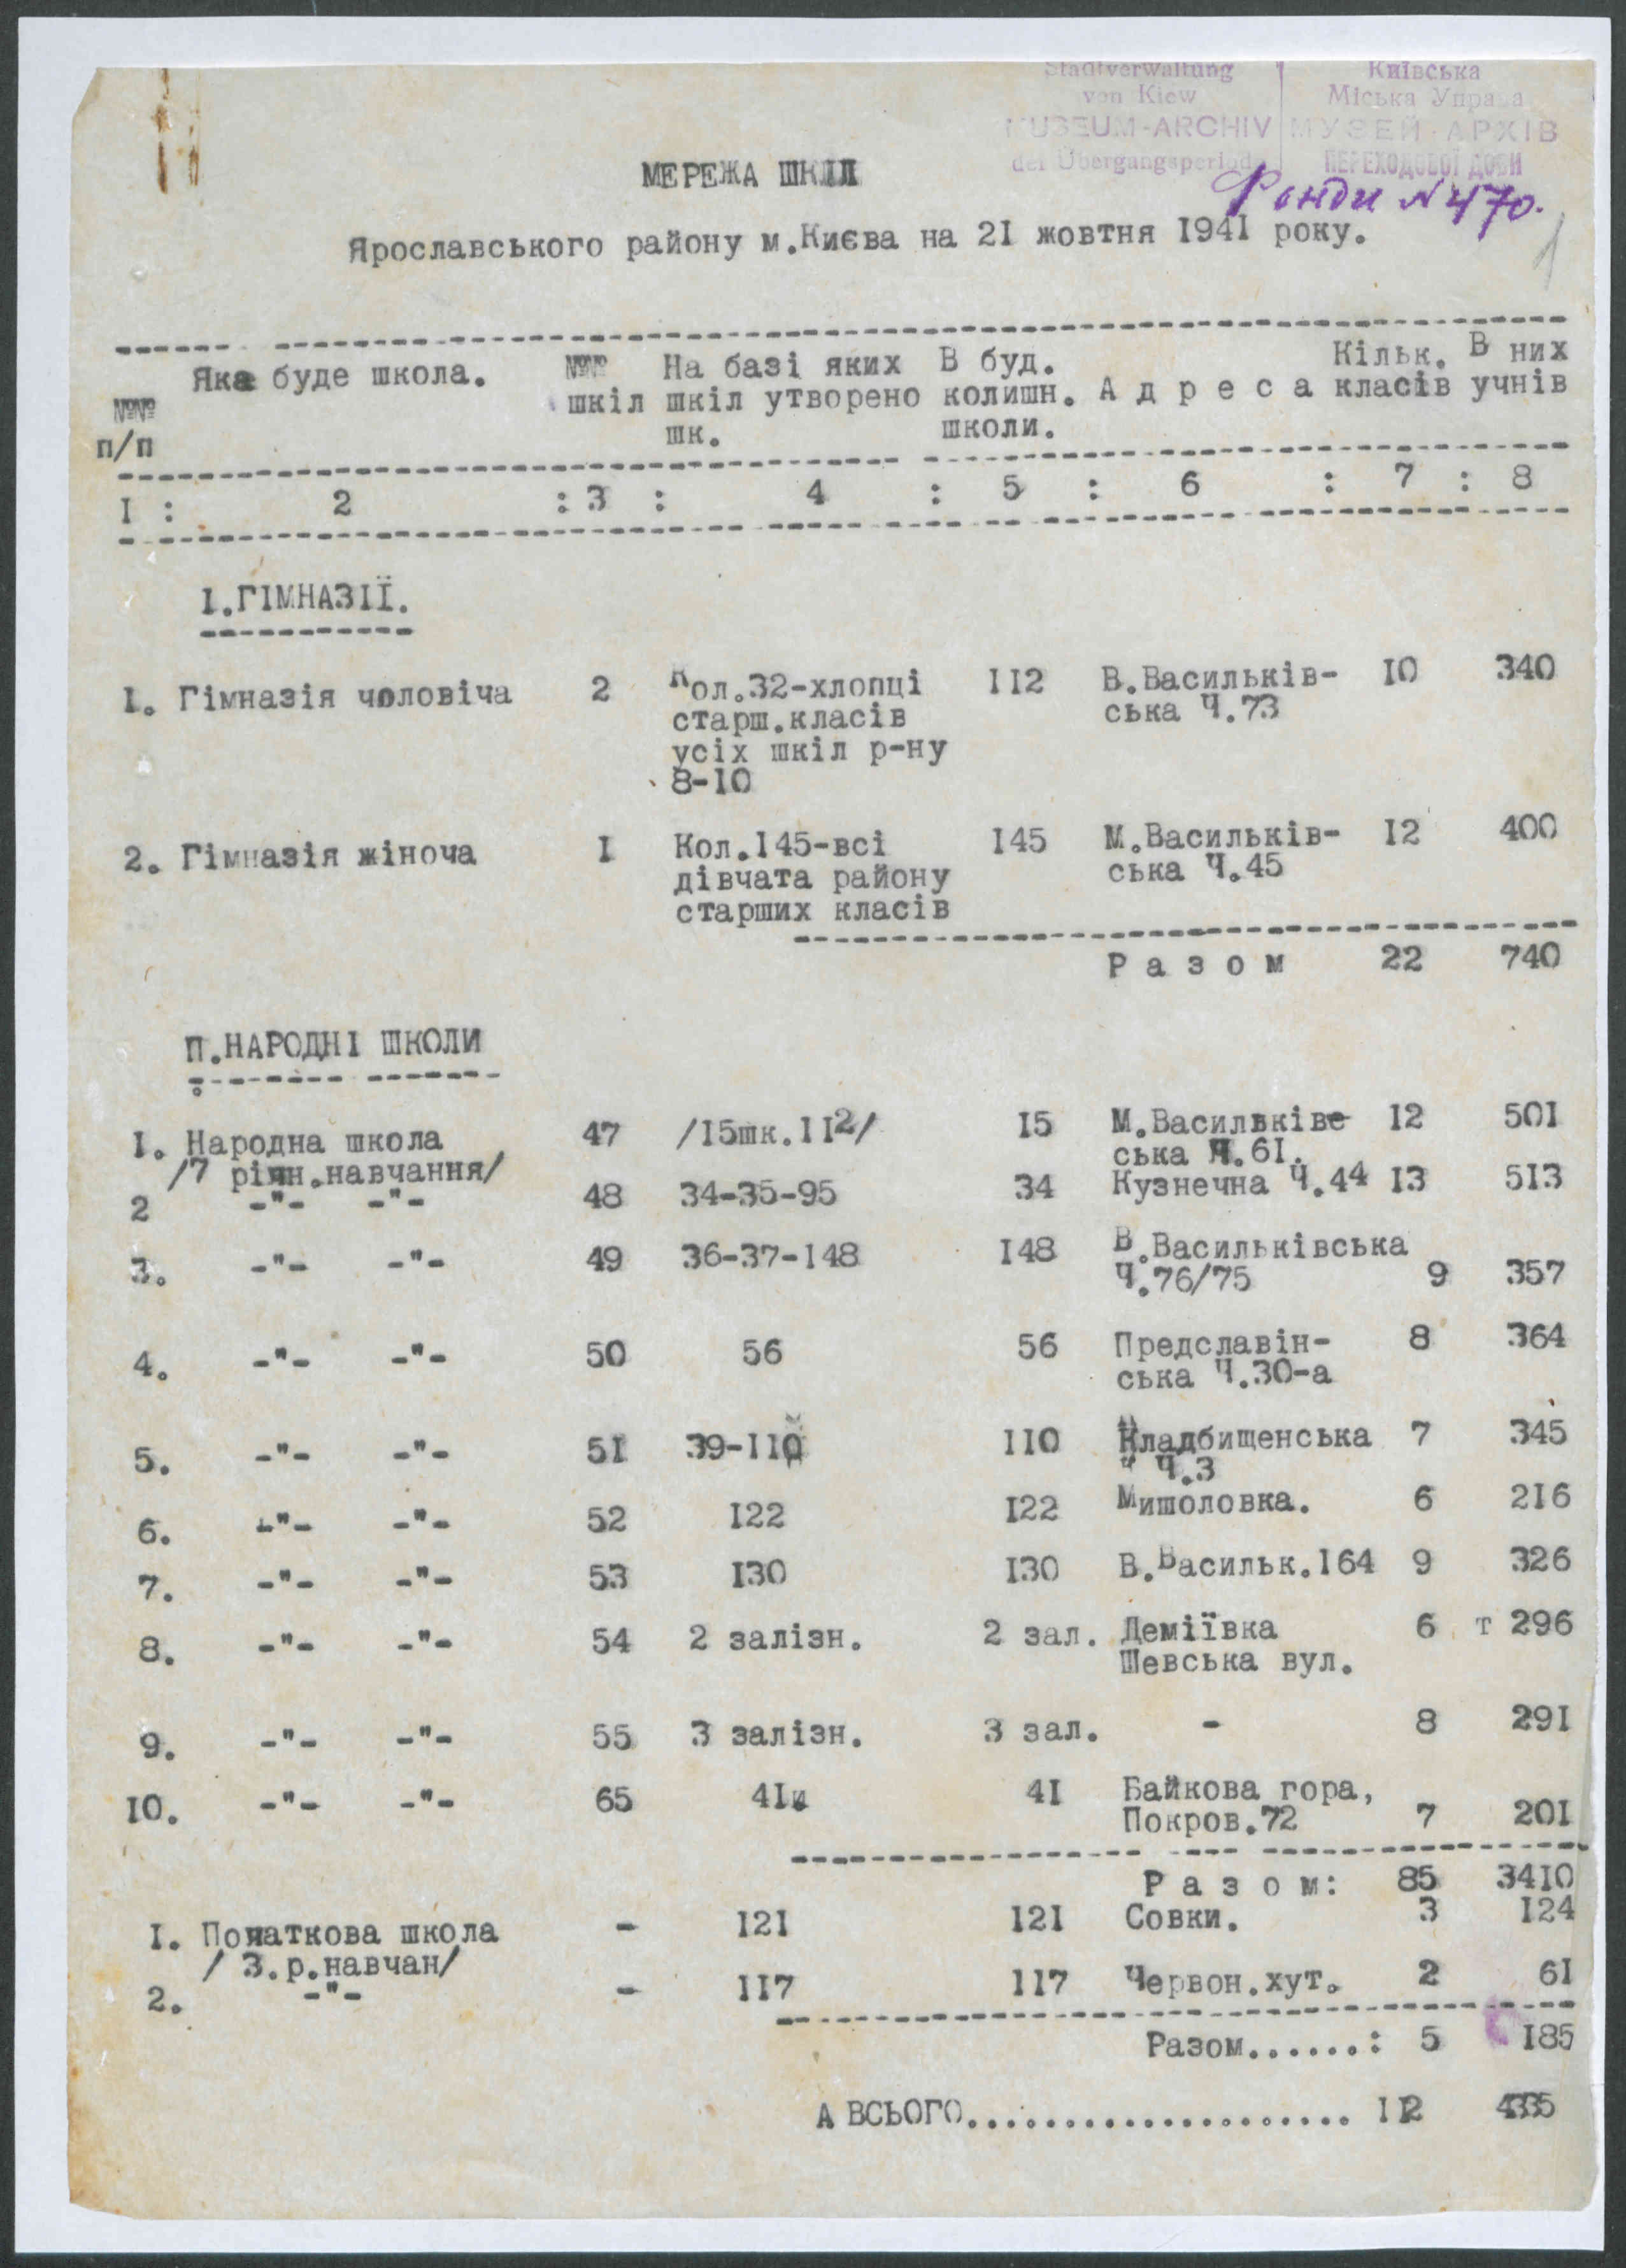 Stadtverwaltung
von Kiew
MUSEUM-ARCHIV
der Übergangsperiode
Київська
Міська Управа
МУЗЕЙ-АРХІВ
ПЕРЕХОДОВОЇ ДОБИ
Фонди № 470.
1
МЕРЕЖА ШКІЛ
Ярославського району м.Києва на 21 жовтня 1941 року.
№№ п/п Яка буде школа. №№ шкіл На базі яких шкіл утворено шк. В буд. колишн. школи. А д р е с а Кільк. класів В них учнів
1 : 2 : 3 : 4 : 5 : 6 : 7 : 8
1.ГІМНАЗІЇ.
1. Гімназія чоловіча 2 Кол.32-хлопці 112 В.Васильків- 10 340
старш.класів ська Ч.73
усіх шкіл р-ну
8-10
2. Гімназія жіноча 1 Кол.145-всі 145 М.Васильків- 12 400
дівчата району ська Ч.45
старших класів
Р а з о м 22 740
П.НАРОДНІ ШКОЛИ
1. Народна школа 47 /15шк.112/ 15 М.Васильківе 12 501
/7 річн.навчання/ ська Ч.61.
2 -"- -"- 48 34-35-95 34 Кузнечна Ч.44 13 513
3. -"- -"- 49 36-37-148 148 В.Васильківська
Ч.76/75 9 357
4. -"- -"- 50 56 56 Предславін- 8 364
ська Ч.30-а
5. -"- -"- 51 39-110 110 Кладбищенська 7 345
Ч.3
6. -"- -"- 52 122 122 Мишоловка. 6 216
7. -"- -"- 53 130 130 В.Васильк.164 9 326
8. -"- -"- 54 2 залізн. 2 зал. Деміївка 6 т 296
Шевська вул.
9. -"- -"- 55 3 залізн. 3 зал. - 8 291
10. -"- -"- 65 41и 41 Байкова гора,
Покров.72 7 201
Р а з о м: 85 3410
1. Початкова школа - 121 121 Совки. 3 124
/ 3.р.навчан/
2. -"- - 117 117 Червон.хут. 2 61
Разом......: 5 185
А ВСЬОГО.................... 112 4335